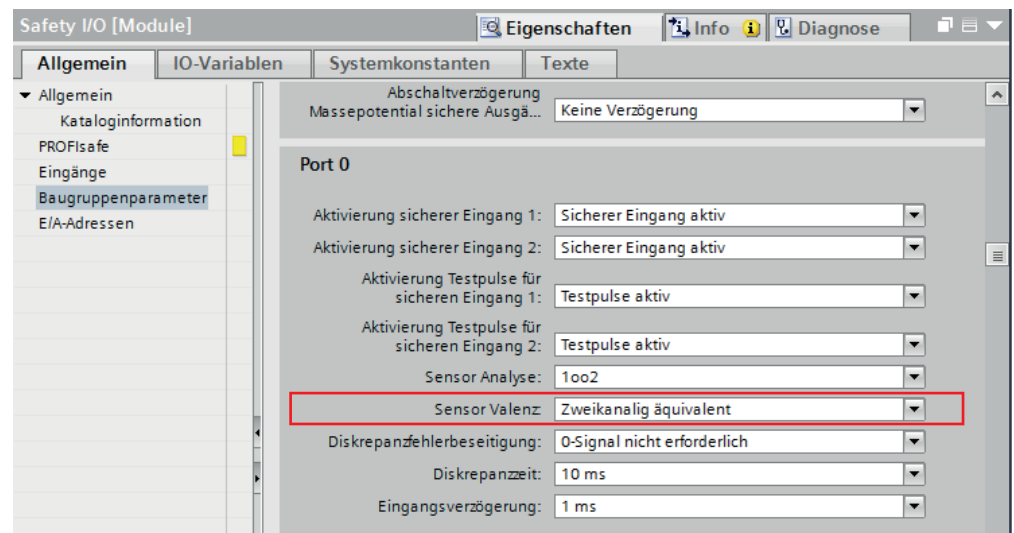 Safety I/O [Module]
Eigenschaften
Info
Diagnose
Allgemein
IO-Variablen
Systemkonstanten
Texte
Allgemein
Kataloginformation
PROFIsafe
Eingänge
Baugruppenparameter
E/A-Adressen
Abschaltverzögerung
Massepotential sichere Ausgä... Keine Verzögerung
Port 0
Aktivierung sicherer Eingang 1: Sicherer Eingang aktiv
Aktivierung sicherer Eingang 2: Sicherer Eingang aktiv
Aktivierung Testpulse für
sicheren Eingang 1: Testpulse aktiv
Aktivierung Testpulse für
sicheren Eingang 2: Testpulse aktiv
Sensor Analyse: 1oo2
Sensor Valenz: Zweikanalig äquivalent
Diskrepanzfehlerbeseitigung: 0-Signal nicht erforderlich
Diskrepanzzeit: 10 ms
Eingangsverzögerung: 1 ms